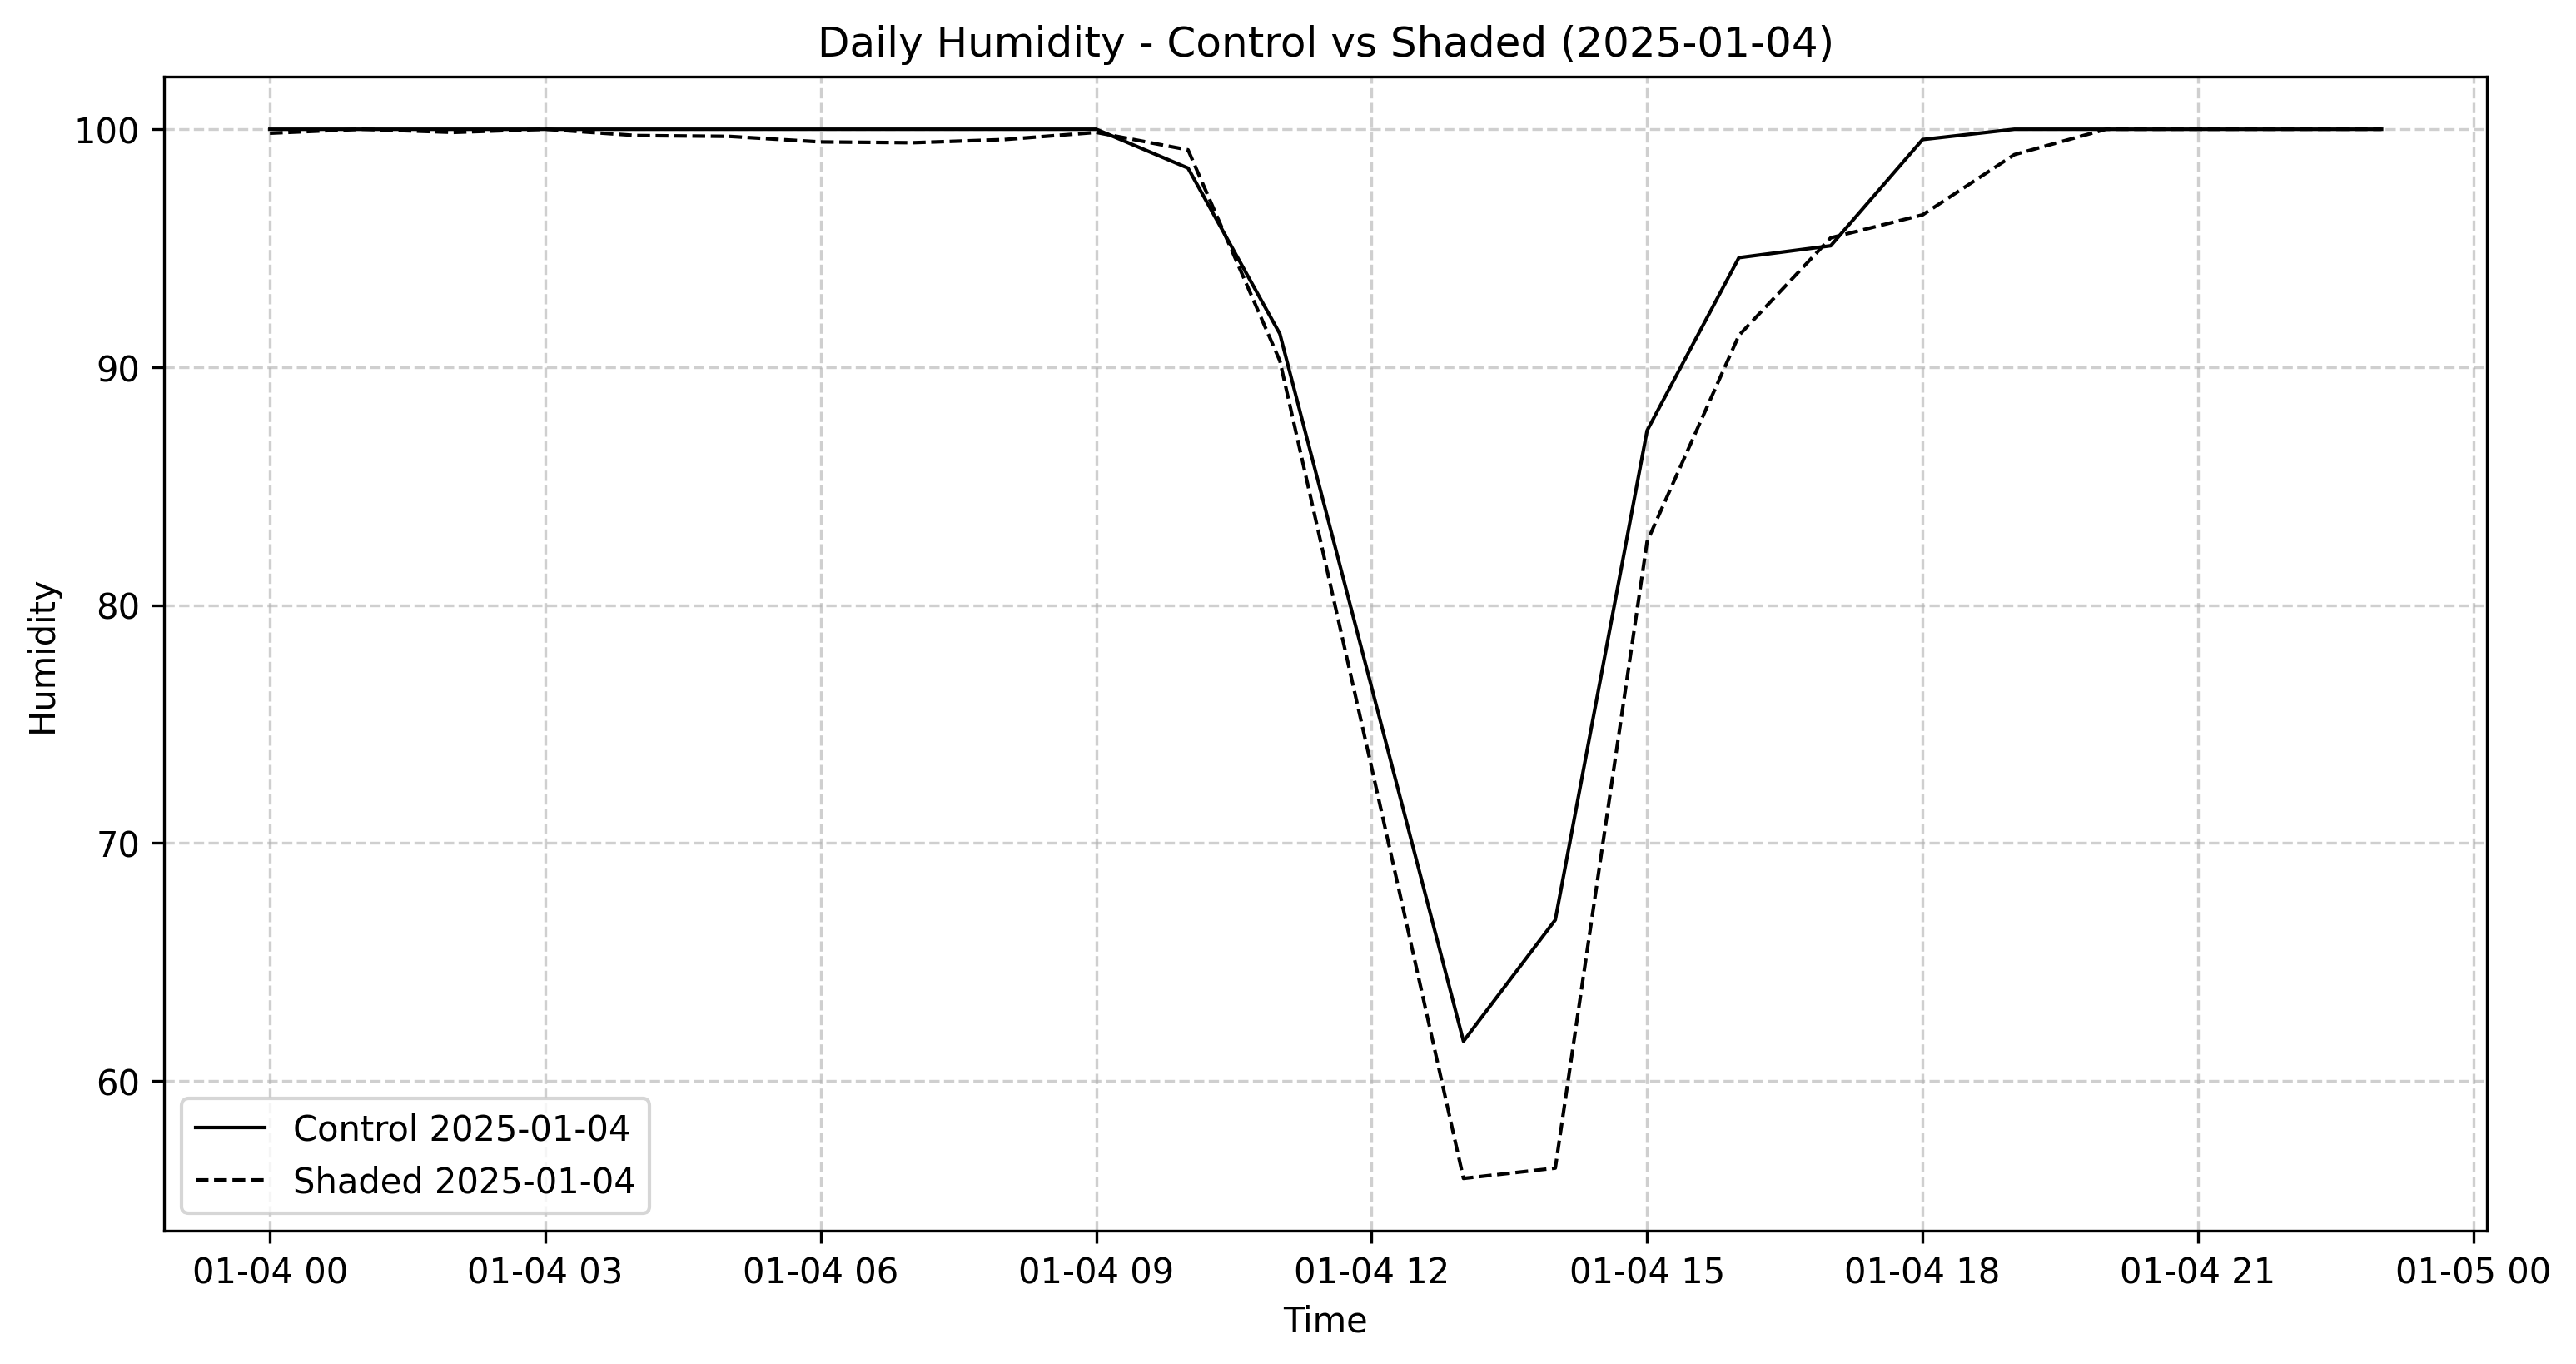 Daily Humidity - Control vs Shaded (2025-01-04)
100
90
80
70
60
Humidity
Control 2025-01-04
Shaded 2025-01-04
01-04 00 01-04 03 01-04 06 01-04 09 01-04 12 01-04 15 01-04 18 01-04 21 01-05 00
Time